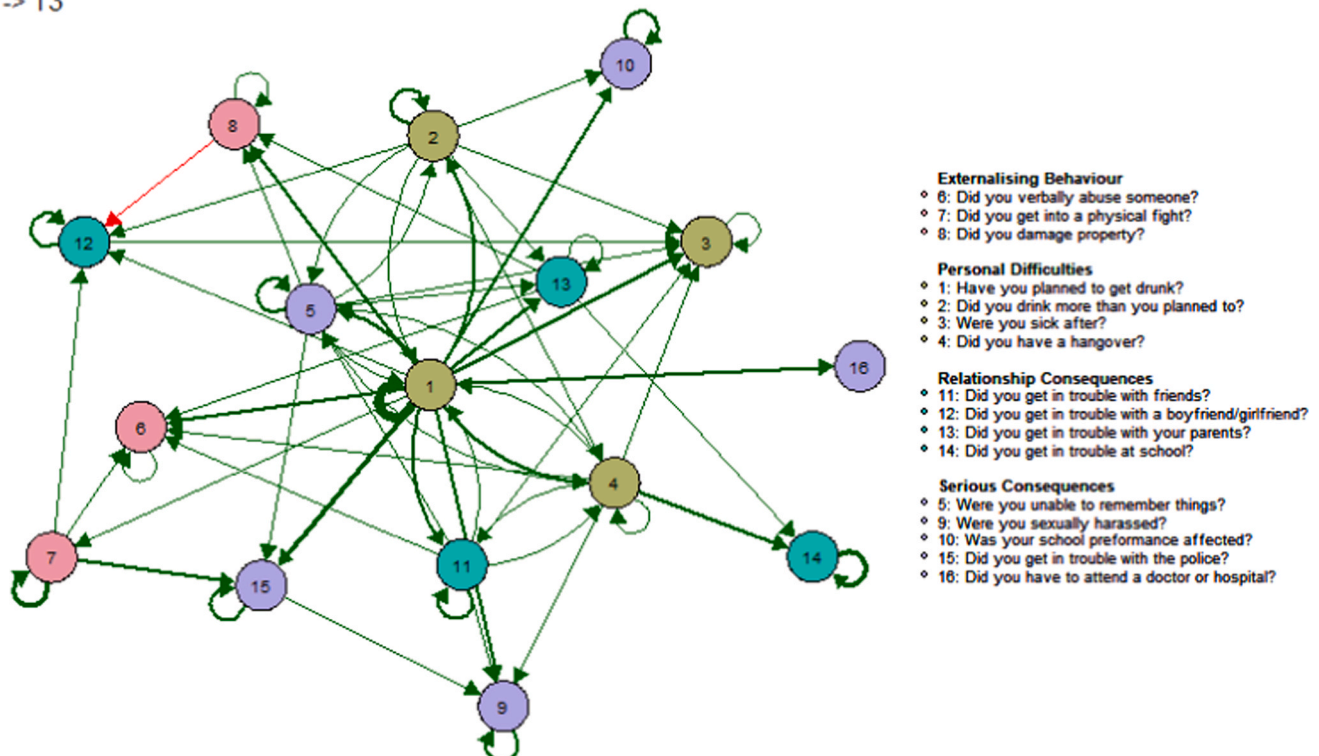 -> 13
10
8
2
12
3
13
5
16
1
6
4
7
15
11
14
9
Externalising Behaviour
6: Did you verbally abuse someone?
7: Did you get into a physical fight?
8: Did you damage property?
Personal Difficulties
1: Have you planned to get drunk?
2: Did you drink more than you planned to?
3: Were you sick after?
4: Did you have a hangover?
Relationship Consequences
11: Did you get in trouble with friends?
12: Did you get in trouble with a boyfriend/girlfriend?
13: Did you get in trouble with your parents?
14: Did you get in trouble at school?
Serious Consequences
5: Were you unable to remember things?
9: Were you sexually harassed?
10: Was your school preformance affected?
15: Did you get in trouble with the police?
16: Did you have to attend a doctor or hospital?